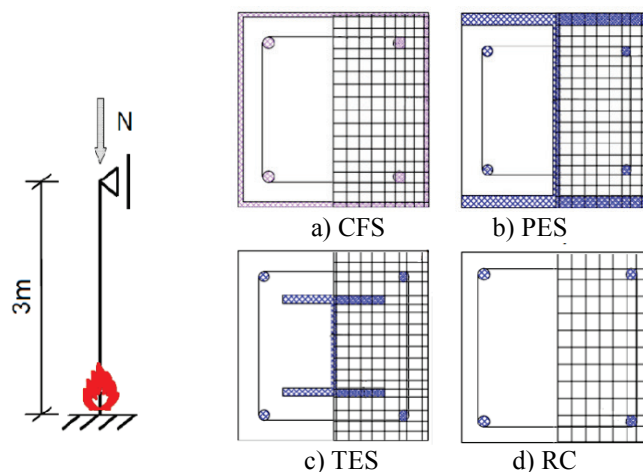 N
3m
a) CFS
b) PES
c) TES
d) RC